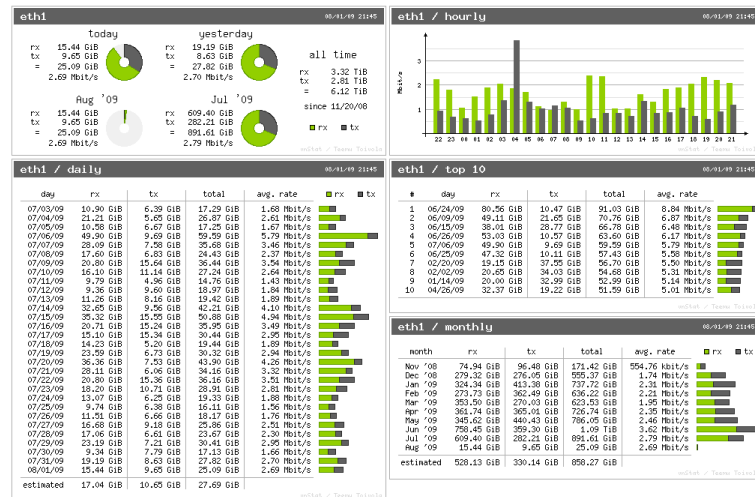 eth1 08/01/09 21:45
today yesterday
rx 15.44 GiB rx 19.19 GiB
tx 9.65 GiB tx 8.63 GiB
= 25.09 GiB = 27.82 GiB
2.69 Mbit/s 2.70 Mbit/s
all time
rx 3.32 TiB
tx 2.81 TiB
= 6.12 TiB
since 11/20/08
rx tx
Aug '09 Jul '09
rx 15.44 GiB rx 609.40 GiB
tx 9.65 GiB tx 282.21 GiB
= 25.09 GiB = 891.61 GiB
2.69 Mbit/s 2.79 Mbit/s
vnStat / Teemu Toivola
eth1 / hourly 08/01/09 21:45
Mbit/s
3
2
1
22 23 00 01 02 03 04 05 06 07 08 09 10 11 12 13 14 15 16 17 18 19 20 21
vnStat / Teemu Toivola
eth1 / daily 08/01/09 21:45
day rx tx total avg. rate rx tx
07/03/09 10.90 GiB 6.39 GiB 17.29 GiB 1.68 Mbit/s
07/04/09 21.21 GiB 5.65 GiB 26.87 GiB 2.61 Mbit/s
07/05/09 10.58 GiB 6.67 GiB 17.25 GiB 1.67 Mbit/s
07/06/09 49.90 GiB 9.69 GiB 59.59 GiB 5.79 Mbit/s
07/07/09 28.09 GiB 7.58 GiB 35.68 GiB 3.46 Mbit/s
07/08/09 17.60 GiB 6.83 GiB 24.43 GiB 2.37 Mbit/s
07/09/09 20.80 GiB 15.64 GiB 36.44 GiB 3.54 Mbit/s
07/10/09 16.10 GiB 11.14 GiB 27.24 GiB 2.64 Mbit/s
07/11/09 9.79 GiB 4.96 GiB 14.76 GiB 1.43 Mbit/s
07/12/09 9.36 GiB 9.60 GiB 18.97 GiB 1.84 Mbit/s
07/13/09 11.26 GiB 8.16 GiB 19.42 GiB 1.89 Mbit/s
07/14/09 32.65 GiB 9.56 GiB 42.21 GiB 4.10 Mbit/s
07/15/09 35.32 GiB 15.55 GiB 50.88 GiB 4.94 Mbit/s
07/16/09 20.71 GiB 15.24 GiB 35.95 GiB 3.49 Mbit/s
07/17/09 15.10 GiB 15.34 GiB 30.44 GiB 2.95 Mbit/s
07/18/09 14.23 GiB 5.20 GiB 19.44 GiB 1.89 Mbit/s
07/19/09 23.59 GiB 6.73 GiB 30.32 GiB 2.94 Mbit/s
07/20/09 36.36 GiB 7.53 GiB 43.90 GiB 4.26 Mbit/s
07/21/09 28.11 GiB 6.06 GiB 34.16 GiB 3.32 Mbit/s
07/22/09 20.80 GiB 15.36 GiB 36.16 GiB 3.51 Mbit/s
07/23/09 18.20 GiB 10.71 GiB 28.91 GiB 2.81 Mbit/s
07/24/09 13.07 GiB 6.25 GiB 19.33 GiB 1.88 Mbit/s
07/25/09 9.74 GiB 6.38 GiB 16.11 GiB 1.56 Mbit/s
07/26/09 11.51 GiB 6.66 GiB 18.17 GiB 1.76 Mbit/s
07/27/09 16.68 GiB 9.18 GiB 25.86 GiB 2.51 Mbit/s
07/28/09 17.06 GiB 6.61 GiB 23.67 GiB 2.30 Mbit/s
07/29/09 23.19 GiB 7.21 GiB 30.41 GiB 2.95 Mbit/s
07/30/09 9.34 GiB 7.79 GiB 17.13 GiB 1.66 Mbit/s
07/31/09 19.19 GiB 8.63 GiB 27.82 GiB 2.70 Mbit/s
08/01/09 15.44 GiB 9.65 GiB 25.09 GiB 2.69 Mbit/s
estimated 17.04 GiB 10.65 GiB 27.69 GiB
vnStat / Teemu Toivola
eth1 / top 10 08/01/09 21:45
# day rx tx total avg. rate
1 06/24/09 80.56 GiB 10.47 GiB 91.03 GiB 8.84 Mbit/s
2 06/09/09 49.11 GiB 21.65 GiB 70.76 GiB 6.87 Mbit/s
3 06/15/09 38.01 GiB 28.77 GiB 66.78 GiB 6.48 Mbit/s
4 06/26/09 53.03 GiB 10.57 GiB 63.60 GiB 6.17 Mbit/s
5 07/06/09 49.90 GiB 9.69 GiB 59.59 GiB 5.79 Mbit/s
6 06/25/09 47.32 GiB 10.11 GiB 57.43 GiB 5.58 Mbit/s
7 02/20/09 19.15 GiB 37.55 GiB 56.70 GiB 5.50 Mbit/s
8 02/02/09 20.65 GiB 34.03 GiB 54.68 GiB 5.31 Mbit/s
9 01/14/09 20.00 GiB 32.99 GiB 52.99 GiB 5.14 Mbit/s
10 04/26/09 32.37 GiB 19.22 GiB 51.59 GiB 5.01 Mbit/s
vnStat / Teemu Toivola
eth1 / monthly 08/01/09 21:45
month rx tx total avg. rate rx tx
Nov '08 74.94 GiB 96.48 GiB 171.42 GiB 554.76 kbit/s
Dec '08 279.32 GiB 276.05 GiB 555.37 GiB 1.74 Mbit/s
Jan '09 324.34 GiB 413.38 GiB 737.72 GiB 2.31 Mbit/s
Feb '09 273.73 GiB 362.49 GiB 636.22 GiB 2.21 Mbit/s
Mar '09 353.50 GiB 270.03 GiB 623.53 GiB 1.95 Mbit/s
Apr '09 361.74 GiB 365.01 GiB 726.74 GiB 2.35 Mbit/s
May '09 345.62 GiB 440.43 GiB 786.05 GiB 2.46 Mbit/s
Jun '09 758.45 GiB 359.30 GiB 1.09 TiB 3.62 Mbit/s
Jul '09 609.40 GiB 282.21 GiB 891.61 GiB 2.79 Mbit/s
Aug '09 15.44 GiB 9.65 GiB 25.09 GiB 2.69 Mbit/s
estimated 528.13 GiB 330.14 GiB 858.27 GiB
vnStat / Teemu Toivola